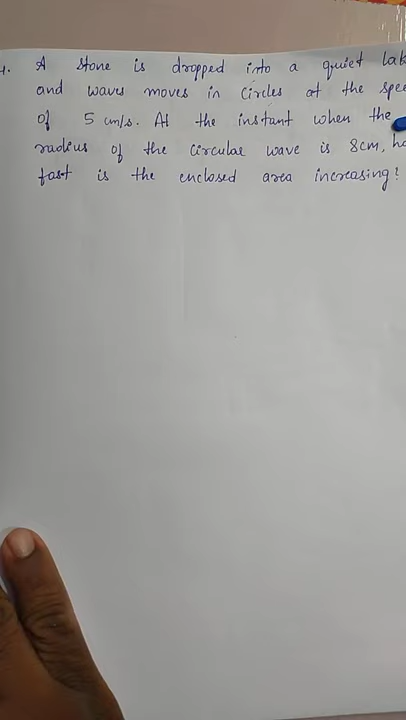 4. A stone is dropped into a quiet
and waves moves in circles at the
of 5 cm/s. At the instant when the
radius of the circular wave is 8cm,
fast is the enclosed area increasing?